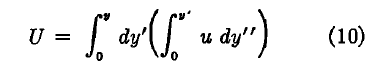 U = ∫₀^y dy′(∫₀^y′ u dy′′) (10)